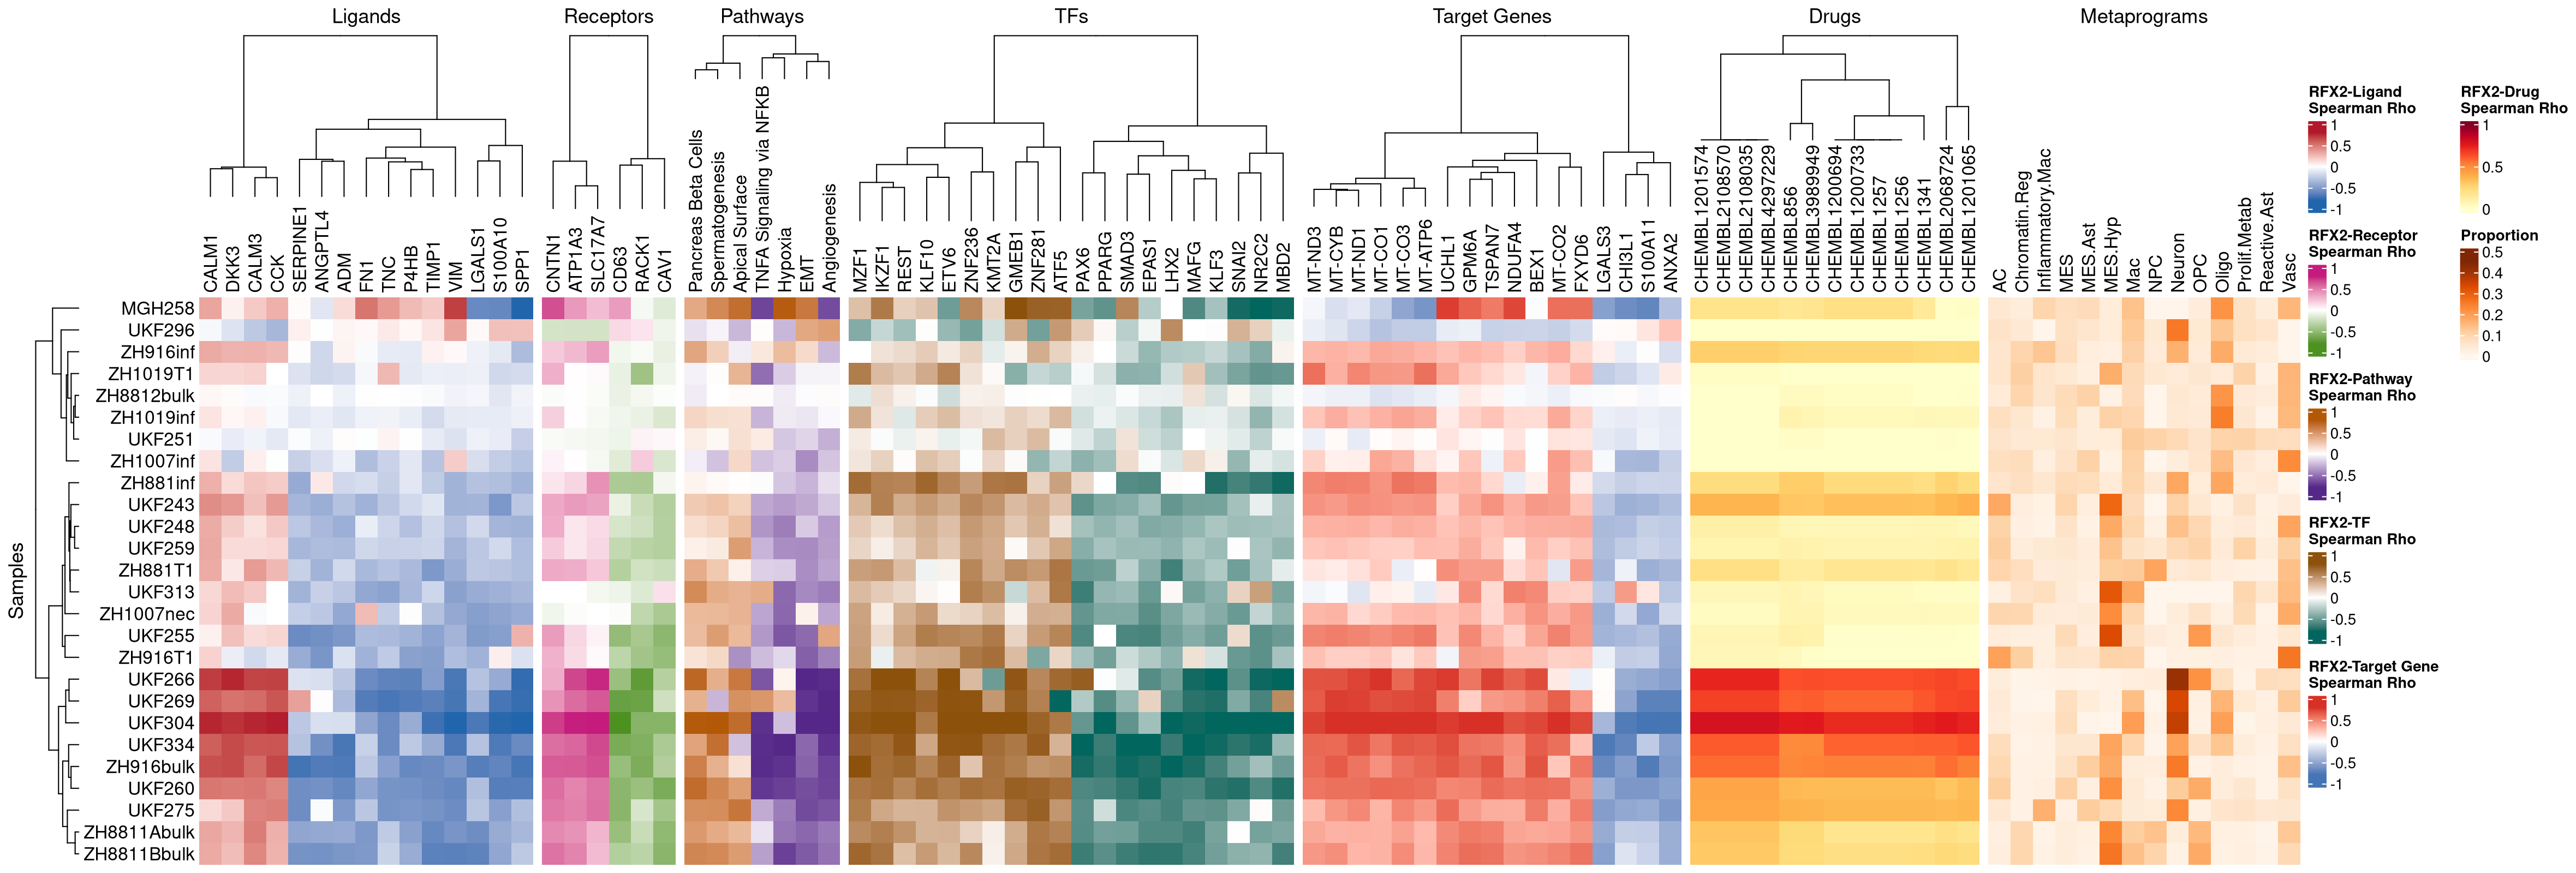 Ligands
Receptors
Pathways
TFs
Target Genes
Drugs
Metaprograms
CALM1
DKK3
CALM3
CCK
SERPINE1
ANGPTL4
ADM
FN1
TNC
P4HB
TIMP1
VIM
LGALS1
S100A10
SPP1
CNTN1
ATP1A3
SLC17A7
CD63
RACK1
CAV1
Pancreas Beta Cells
Spermatogenesis
Apical Surface
TNFA Signaling via NFKB
Hypoxia
EMT
Angiogenesis
MZF1
IKZF1
REST
KLF10
ETV6
ZNF236
KMT2A
GMEB1
ZNF281
ATF5
PAX6
PPARG
SMAD3
EPAS1
LHX2
MAFG
KLF3
SNAI2
NR2C2
MBD2
MT-ND3
MT-CYB
MT-ND1
MT-CO1
MT-CO3
MT-ATP6
UCHL1
GPM6A
TSPAN7
NDUFA4
BEX1
MT-CO2
FXYD6
LGALS3
CHI3L1
S100A11
ANXA2
CHEMBL1201574
CHEMBL2108570
CHEMBL2108035
CHEMBL4297229
CHEMBL856
CHEMBL3989949
CHEMBL1200694
CHEMBL1200733
CHEMBL1257
CHEMBL1256
CHEMBL1341
CHEMBL2068724
CHEMBL1201065
AC
Chromatin.Reg
Inflammatory.Mac
MES
MES.Ast
MES.Hyp
Mac
NPC
Neuron
OPC
Oligo
Prolif.Metab
Reactive.Ast
Vasc
Samples
MGH258
UKF296
ZH916inf
ZH1019T1
ZH8812bulk
ZH1019inf
UKF251
ZH1007inf
ZH881inf
UKF243
UKF248
UKF259
ZH881T1
UKF313
ZH1007nec
UKF255
ZH916T1
UKF266
UKF269
UKF304
UKF334
ZH916bulk
UKF260
UKF275
ZH8811Abulk
ZH8811Bbulk
RFX2-Ligand
Spearman Rho
1
0.5
0
-0.5
-1
RFX2-Receptor
Spearman Rho
1
0.5
0
-0.5
-1
RFX2-Pathway
Spearman Rho
1
0.5
0
-0.5
-1
RFX2-TF
Spearman Rho
1
0.5
0
-0.5
-1
RFX2-Target Gene
Spearman Rho
1
0.5
0
-0.5
-1
RFX2-Drug
Spearman Rho
1
0.5
0
Proportion
0.5
0.4
0.3
0.2
0.1
0